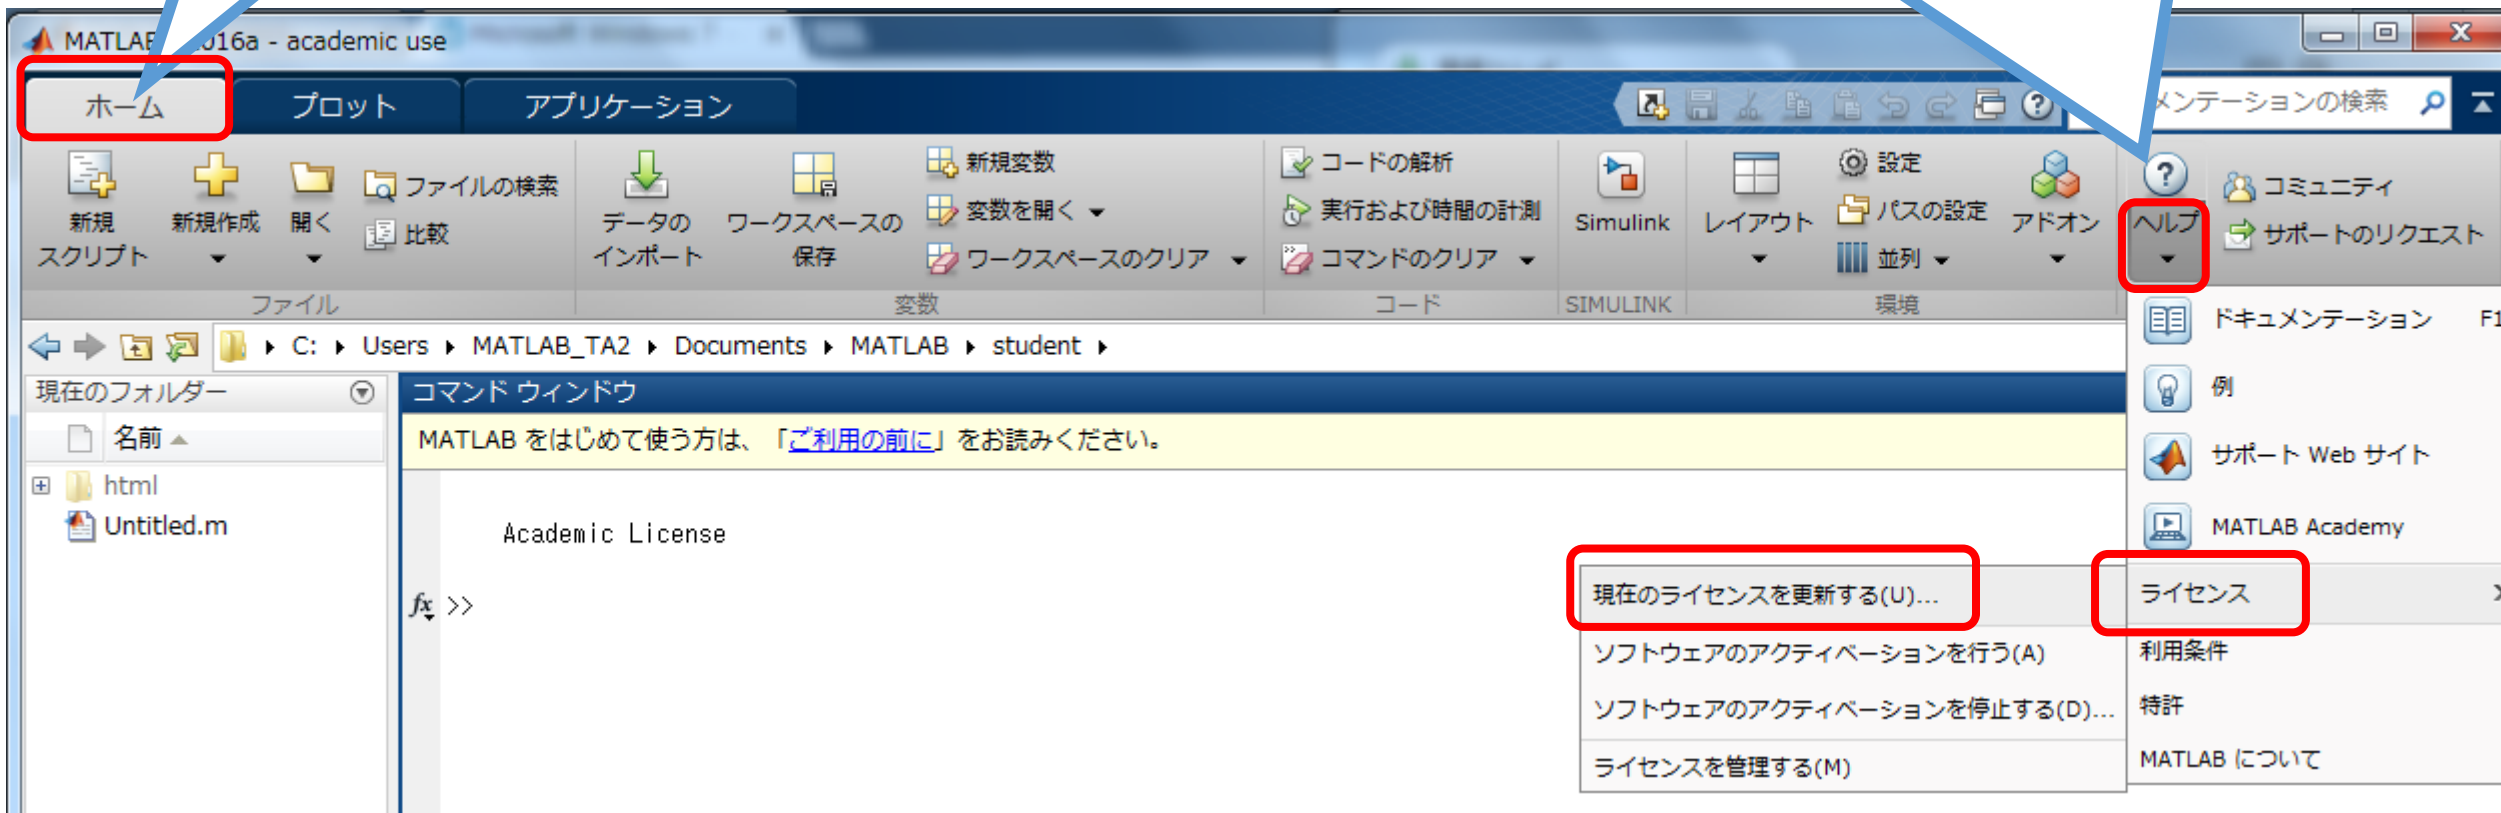 MATLAB 2016a - academic use
ホーム
プロット
アプリケーション
メンテーションの検索
新規
スクリプト
新規作成
開く
ファイルの検索
比較
データの
インポート
ワークスペースの
保存
新規変数
変数を開く
ワークスペースのクリア
コードの解析
実行および時間の計測
コマンドのクリア
Simulink
レイアウト
設定
パスの設定
並列
アドオン
ヘルプ
コミュニティ
サポートのリクエスト
ファイル
変数
コード
SIMULINK
環境
C: Users MATLAB_TA2 Documents MATLAB student
現在のフォルダー
名前
html
Untitled.m
コマンド ウィンドウ
MATLAB をはじめて使う方は、「ご利用の前に」をお読みください。
Academic License
fx >>
ドキュメンテーション F1
例
サポート Web サイト
MATLAB Academy
ライセンス
利用条件
特許
MATLAB について
現在のライセンスを更新する(U)...
ソフトウェアのアクティベーションを行う(A)
ソフトウェアのアクティベーションを停止する(D)...
ライセンスを管理する(M)